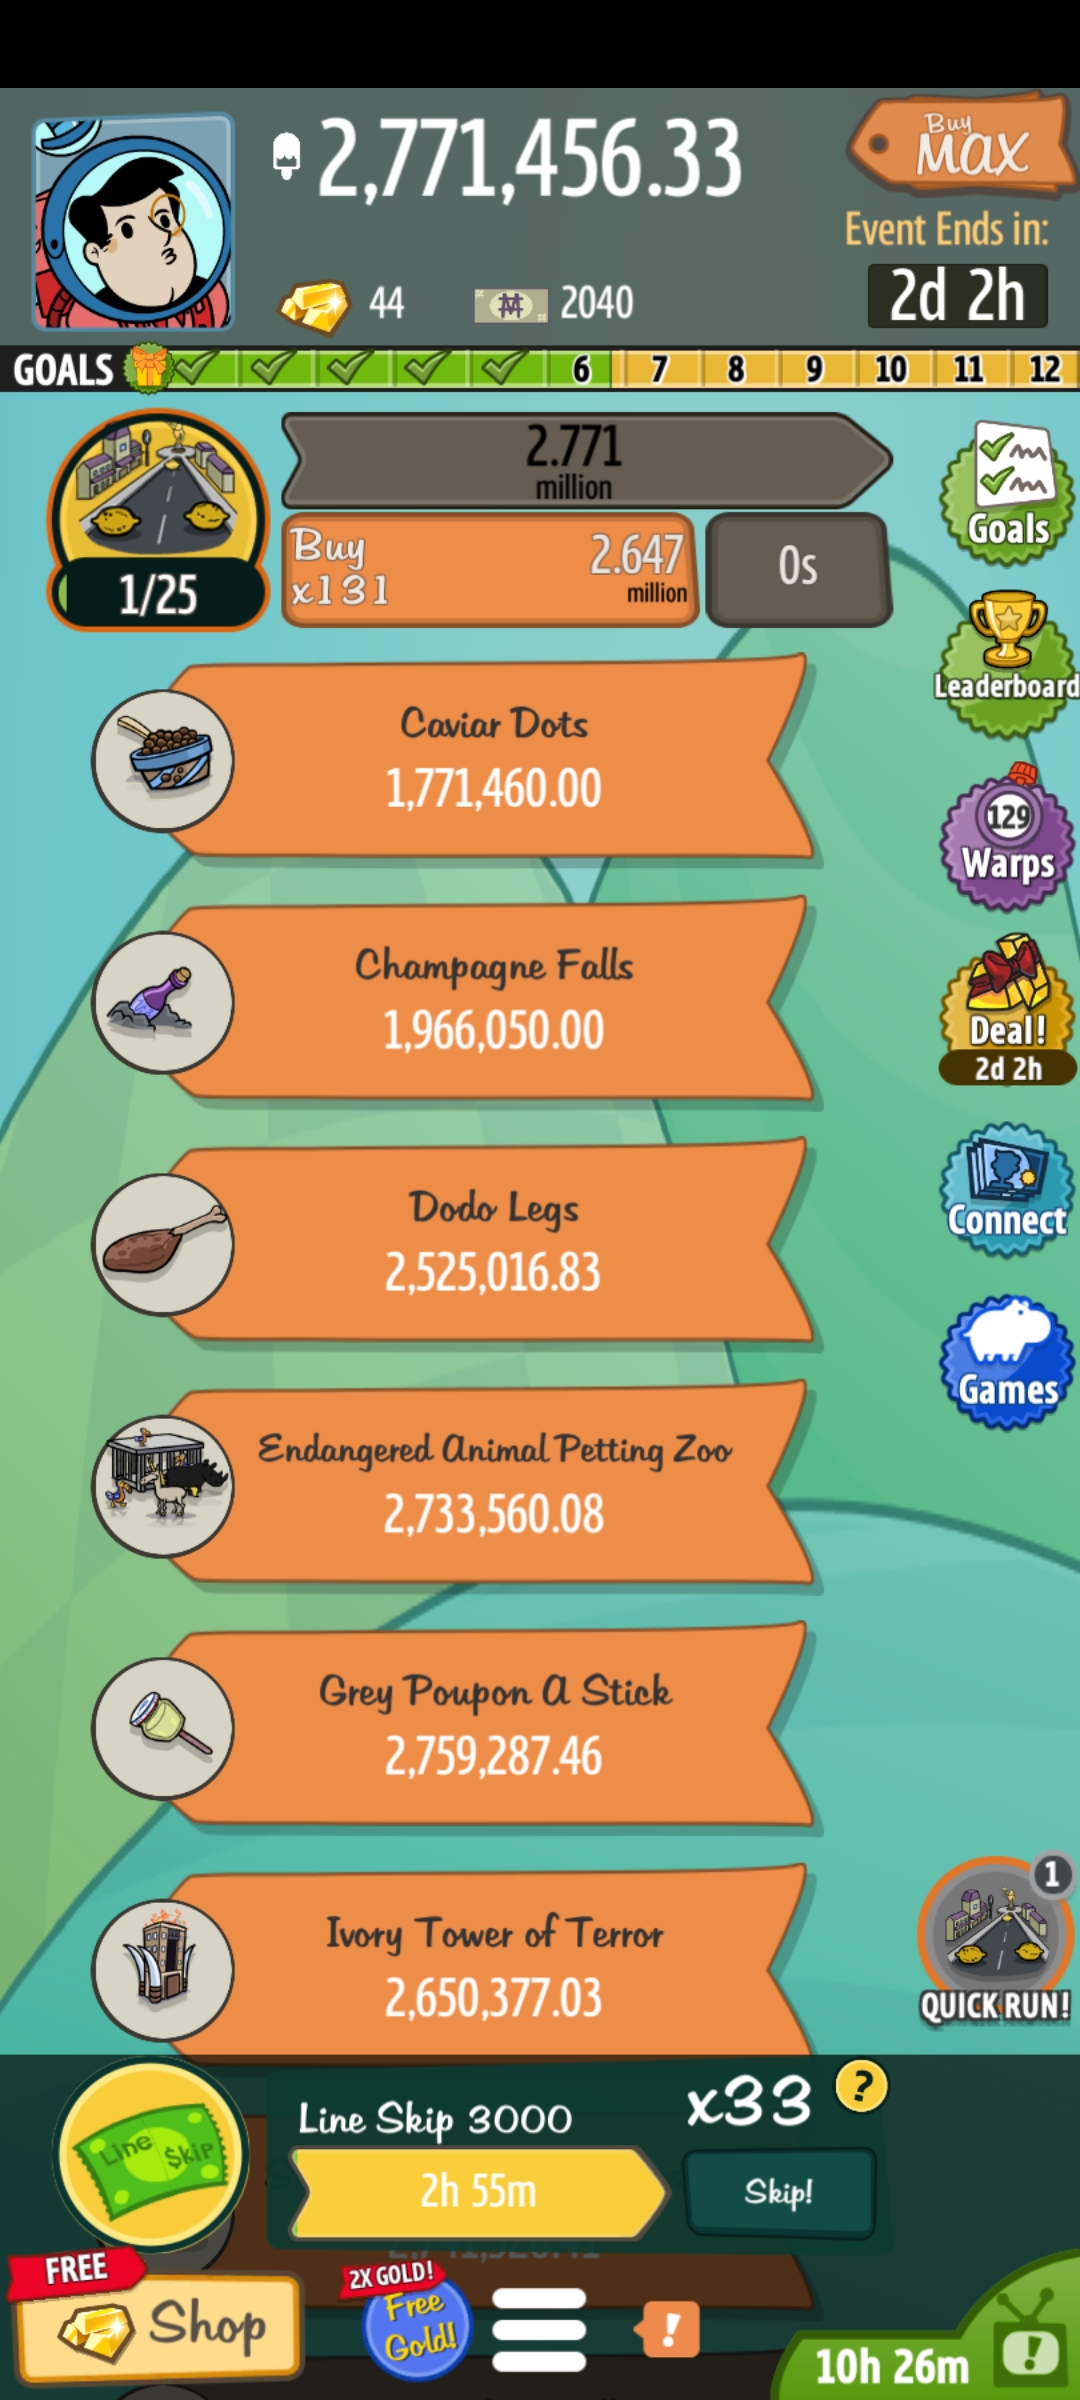 2,771,456.33
Buy
MAX
44
2040
Event Ends in:
2d 2h
GOALS
6 7 8 9 10 11 12
2.771
million
1/25
Buy
x131
2.647
million
0s
Goals
Leaderboard
Caviar Dots
1,771,460.00
129
Warps
Champagne Falls
1,966,050.00
Deal!
2d 2h
Dodo Legs
2,525,016.83
Connect
Endangered Animal Petting Zoo
2,733,560.08
Games
Grey Poupon A Stick
2,759,287.46
Ivory Tower of Terror
2,650,377.03
1
QUICK RUN!
Line Skip
Line Skip 3000
x33
?
2h 55m
Skip!
FREE
Shop
2X GOLD!
Free
Gold!
!
10h 26m
!